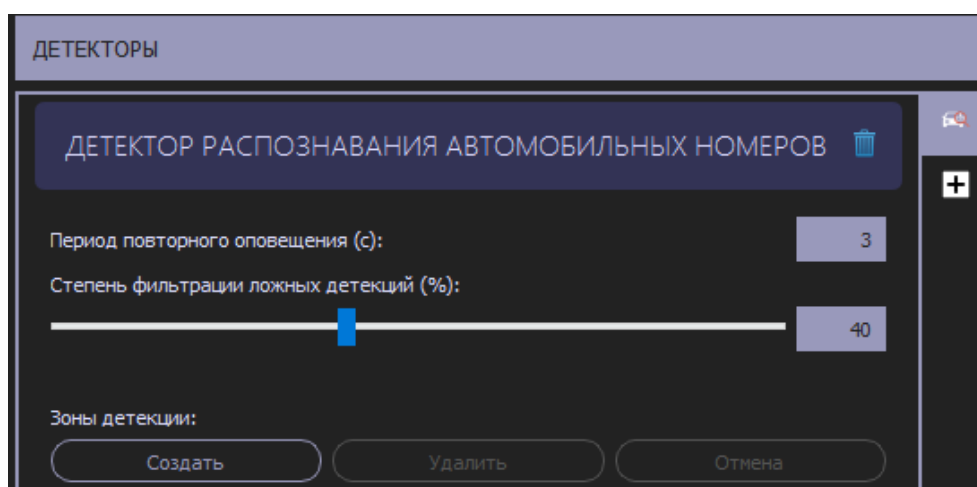 ДЕТЕКТОРЫ
ДЕТЕКТОР РАСПОЗНАВАНИЯ АВТОМОБИЛЬНЫХ НОМЕРОВ
Период повторного оповещения (с): 3
Степень фильтрации ложных детекций (%):
40
Зоны детекции:
Создать Удалить Отмена